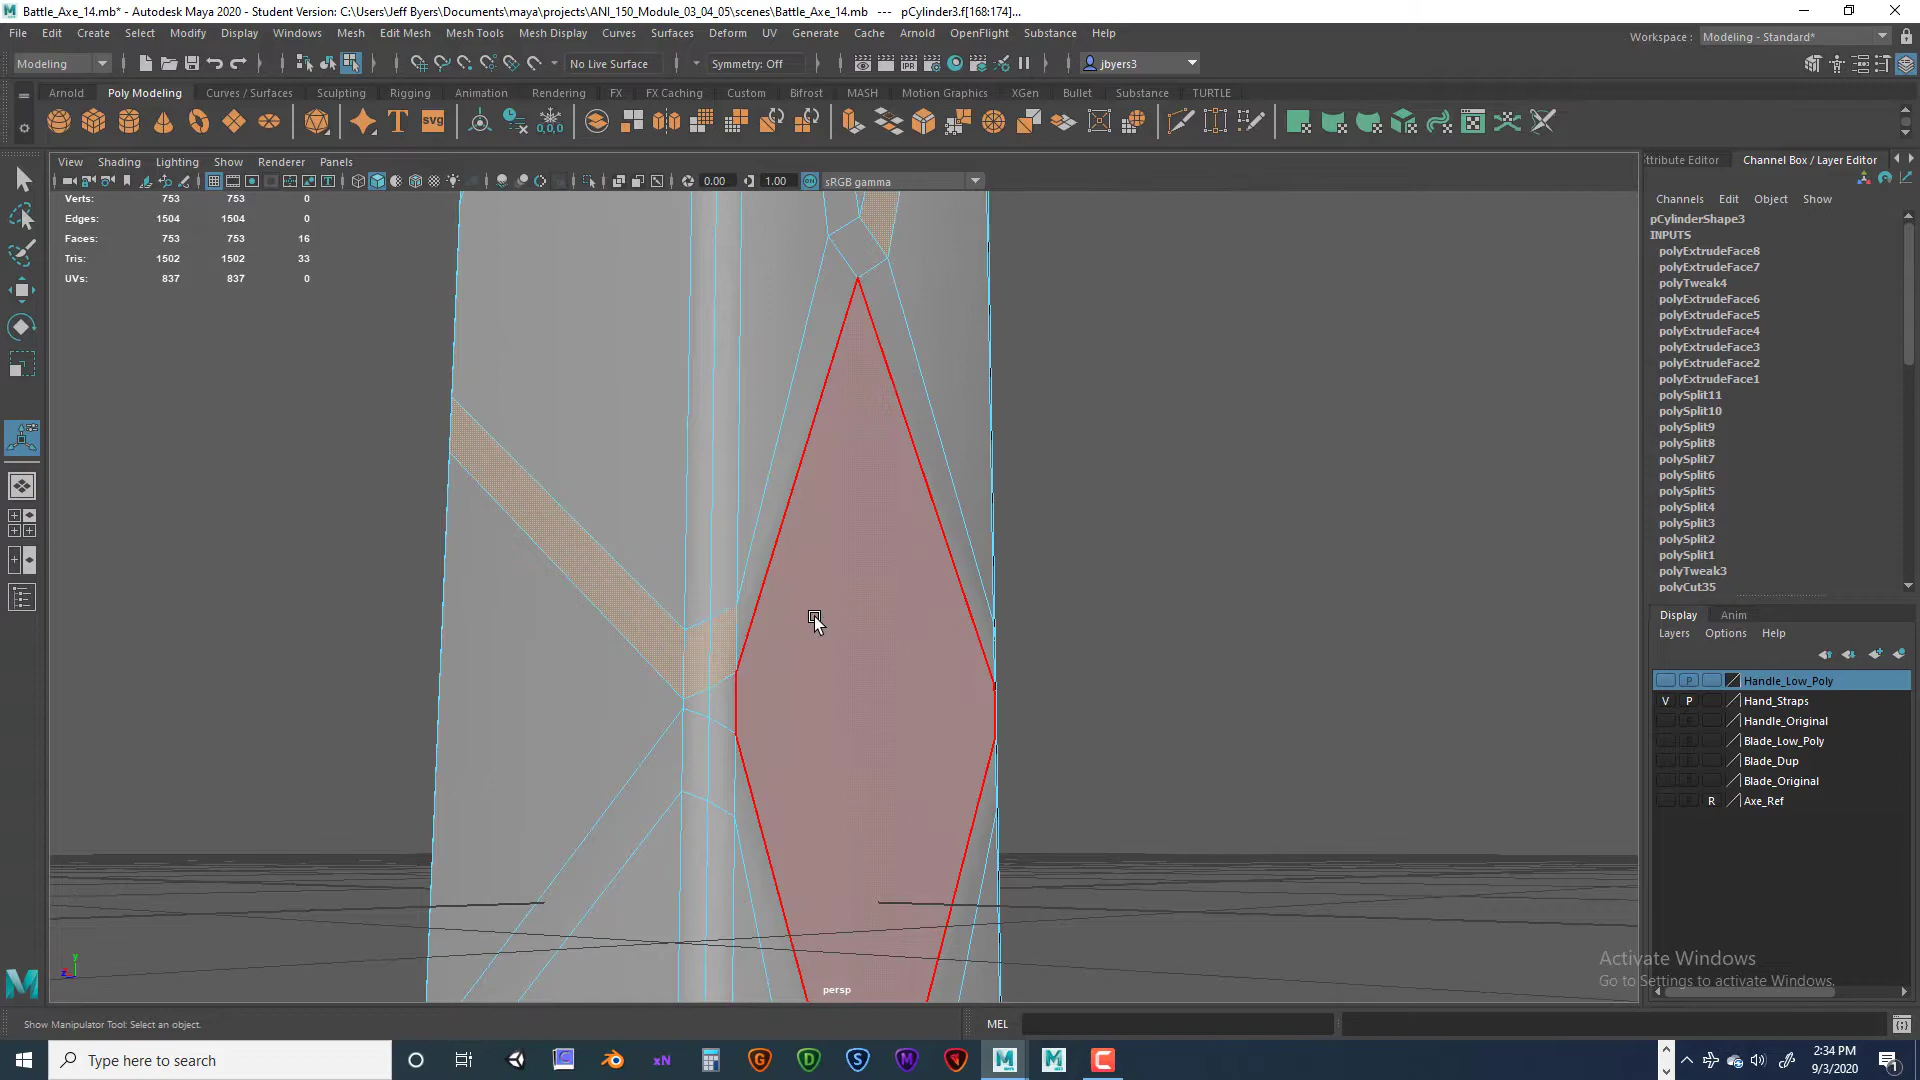 Battle_Axe_14.mb* - Autodesk Maya 2020 - Student Version: C:\Users\Jeff Byers\Documents\maya\projects\ANI_150_Module_03_04_05\scenes\Battle_Axe_14.mb --- pCylinder3.f[168:174]...
File Edit Create Select Modify Display Windows Mesh Edit Mesh Mesh Tools Mesh Display Curves Surfaces Deform UV Generate Cache Arnold OpenFlight Substance Help
Workspace : Modeling - Standard*
Modeling No Live Surface Symmetry: Off jbyers3
Arnold Poly Modeling Curves / Surfaces Sculpting Rigging Animation Rendering FX FX Caching Custom Bifrost MASH Motion Graphics XGen Bullet Substance TURTLE
View Shading Lighting Show Renderer Panels
0.00 1.00 sRGB gamma
Verts: 753 753 0
Edges: 1504 1504 0
Faces: 753 753 16
Tris: 1502 1502 33
UVs: 837 837 0
ttribute Editor Channel Box / Layer Editor
Channels Edit Object Show
pCylinderShape3
INPUTS
polyExtrudeFace8
polyExtrudeFace7
polyTweak4
polyExtrudeFace6
polyExtrudeFace5
polyExtrudeFace4
polyExtrudeFace3
polyExtrudeFace2
polyExtrudeFace1
polySplit11
polySplit10
polySplit9
polySplit8
polySplit7
polySplit6
polySplit5
polySplit4
polySplit3
polySplit2
polySplit1
polyTweak3
polyCut35
Display Anim
Layers Options Help
P Handle_Low_Poly
V P Hand_Straps
Handle_Original
Blade_Low_Poly
Blade_Dup
Blade_Original
R Axe_Ref
Activate Windows
Go to Settings to activate Windows.
y
z
persp
Show Manipulator Tool: Select an object.
MEL
Type here to search
2:34 PM
9/3/2020